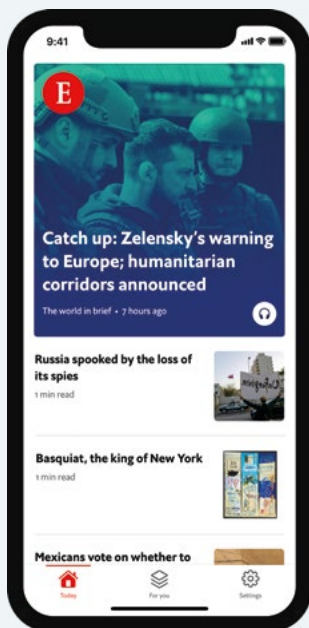 9:41
E
Catch up: Zelensky's warning
to Europe; humanitarian
corridors announced
The world in brief • 7 hours ago
Russia spooked by the loss of
its spies
1 min read
Basquiat, the king of New York
1 min read
Mexicans vote on whether to
Today
For you
Settings